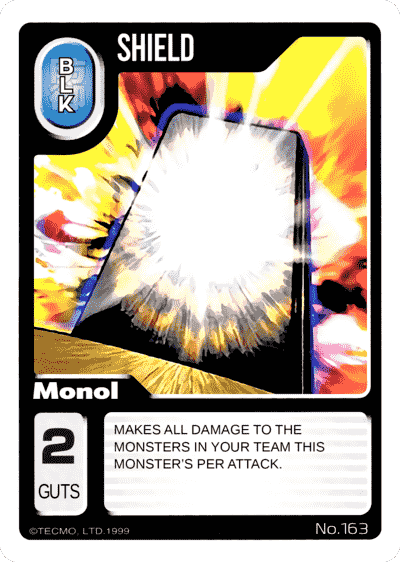 SHIELD
BLK
Monol
2
GUTS
MAKES ALL DAMAGE TO THE
MONSTERS IN YOUR TEAM THIS
MONSTER'S PER ATTACK.
©TECMO, LTD.1999
No.163